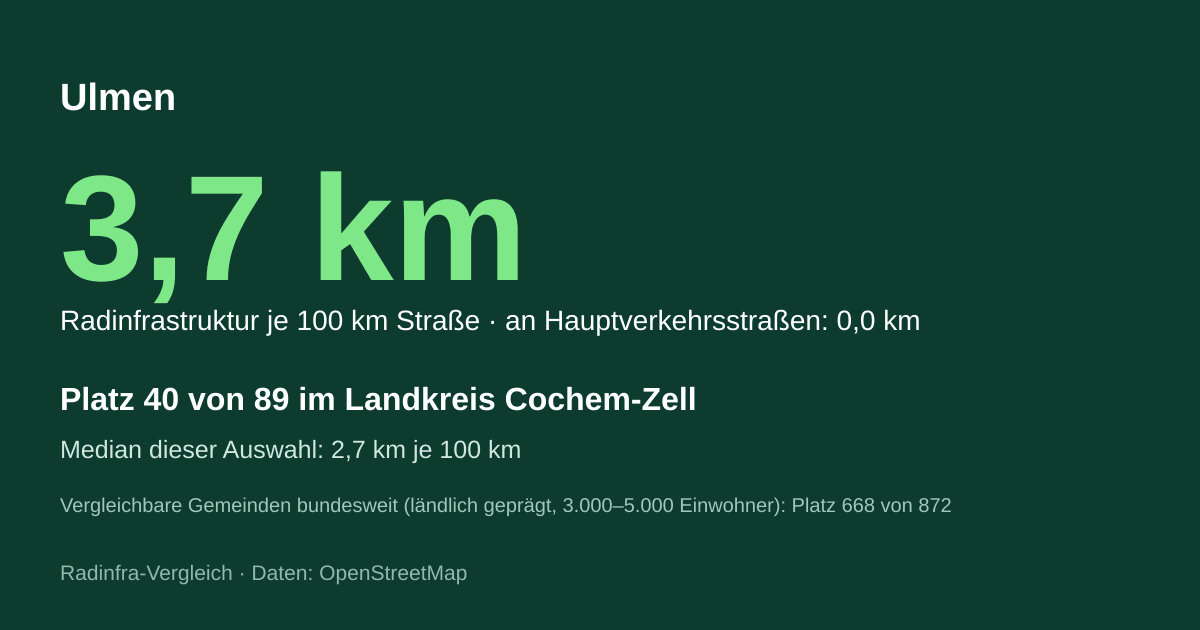 Ulmen
3,7 km
Radinfrastruktur je 100 km Straße · an Hauptverkehrsstraßen: 0,0 km
Platz 40 von 89 im Landkreis Cochem-Zell
Median dieser Auswahl: 2,7 km je 100 km
Vergleichbare Gemeinden bundesweit (ländlich geprägt, 3.000–5.000 Einwohner): Platz 668 von 872
Radinfra-Vergleich · Daten: OpenStreetMap